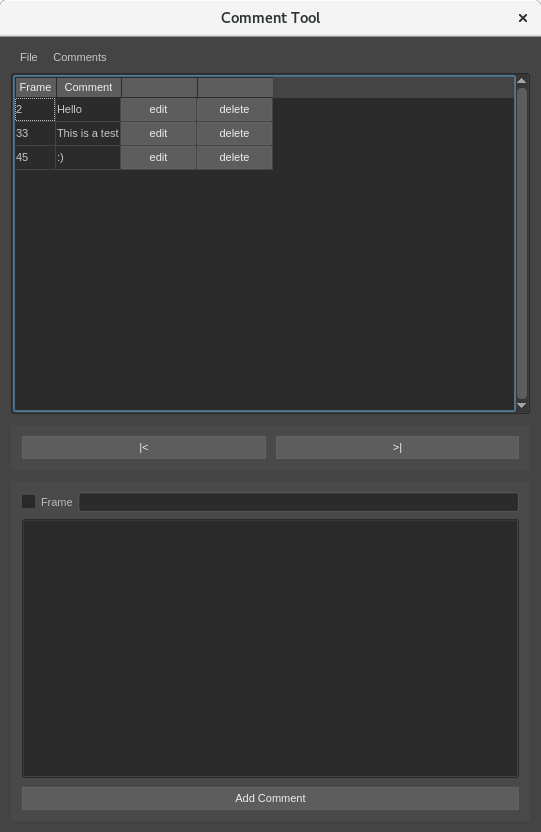 Comment Tool ×
File Comments
Frame Comment
2 Hello edit delete
33 This is a test edit delete
45 :) edit delete
|< >|
Frame
Add Comment